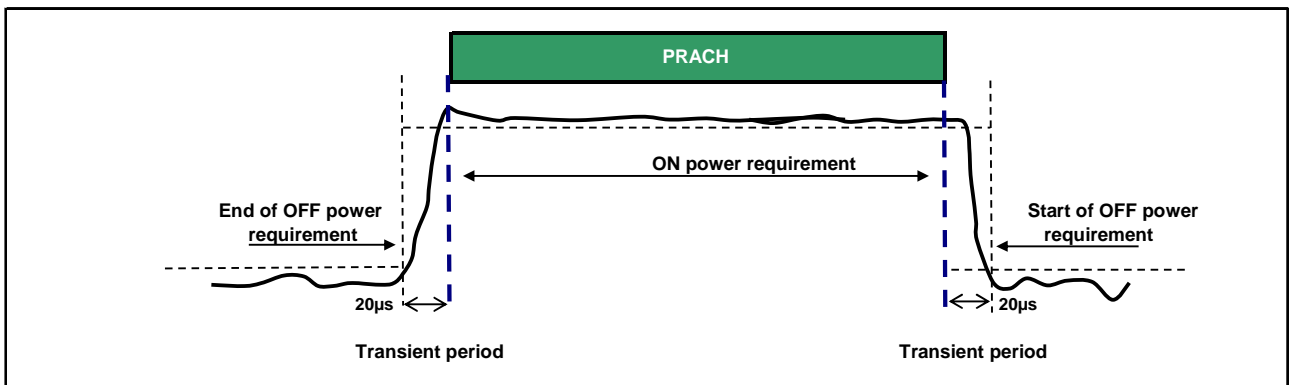 PRACH
ON power requirement
End of OFF power
requirement
Start of OFF power
requirement
20µs
20µs
Transient period
Transient period